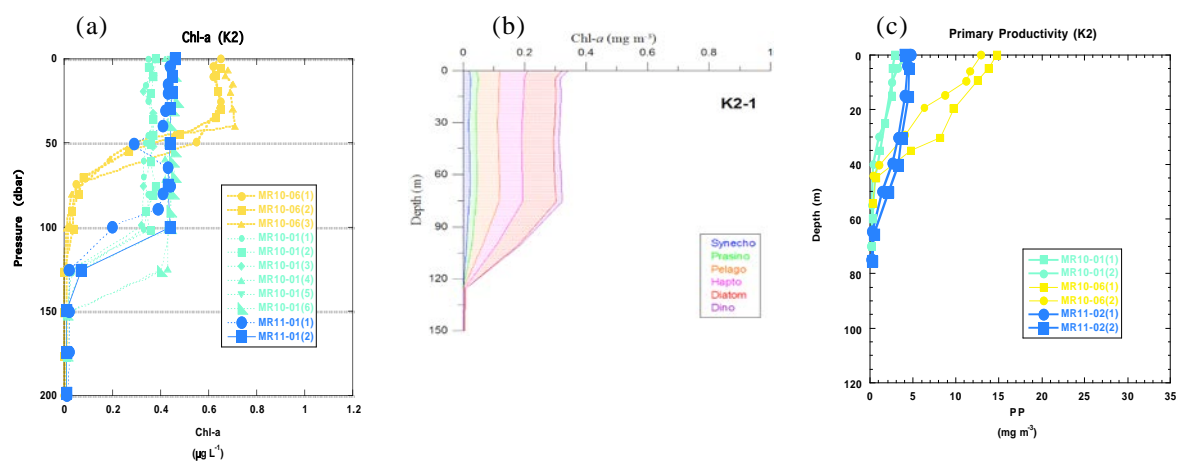 (a)
Chl-a (K2)
0
50
100
150
200
Pressure (dbar)
MR10-06(1)
MR10-06(2)
MR10-06(3)
MR10-01(1)
MR10-01(2)
MR10-01(3)
MR10-01(4)
MR10-01(5)
MR10-01(6)
MR11-01(1)
MR11-01(2)
0 0.2 0.4 0.6 0.8 1 1.2
Chl-a
(µg L⁻¹)
(b)
Chl-a (mg m⁻³)
0 0.2 0.4 0.6 0.8 1
K2-1
0
30
60
90
120
150
Depth (m)
Synecho
Prasino
Pelago
Hapto
Diatom
Dino
(c)
Primary Productivity (K2)
0
20
40
60
80
100
120
Depth (m)
MR10-01(1)
MR10-01(2)
MR10-06(1)
MR10-06(2)
MR11-02(1)
MR11-02(2)
0 5 10 15 20 25 30 35
PP
(mg m⁻³)